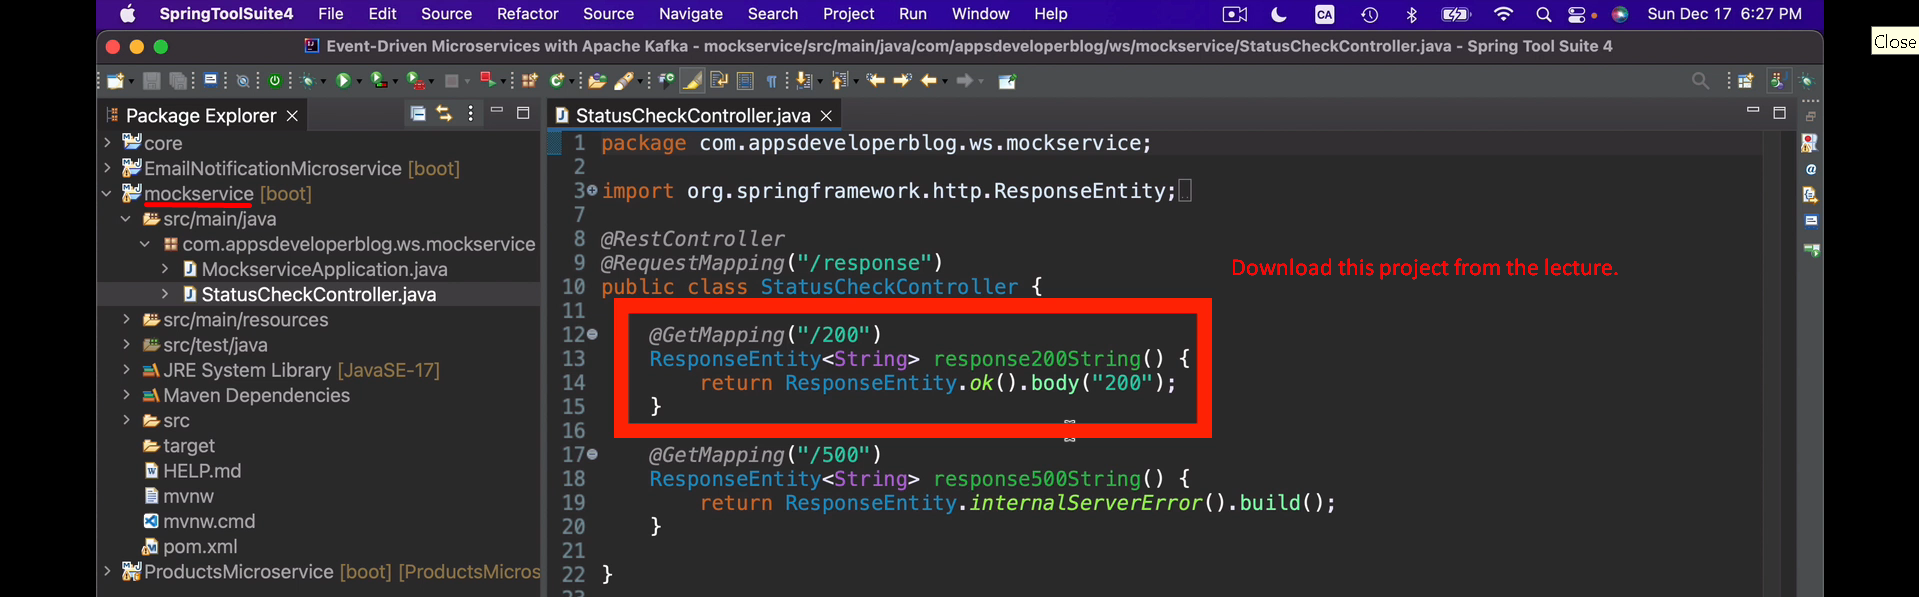 SpringToolSuite4 File Edit Source Refactor Source Navigate Search Project Run Window Help CA Sun Dec 17 6:27 PM
Close
Event-Driven Microservices with Apache Kafka - mockservice/src/main/java/com/appsdeveloperblog/ws/mockservice/StatusCheckController.java - Spring Tool Suite 4
Package Explorer
core
EmailNotificationMicroservice [boot]
mockservice [boot]
src/main/java
com.appsdeveloperblog.ws.mockservice
MockserviceApplication.java
StatusCheckController.java
src/main/resources
src/test/java
JRE System Library [JavaSE-17]
Maven Dependencies
src
target
HELP.md
mvnw
mvnw.cmd
pom.xml
ProductsMicroservice [boot] [ProductsMicros
StatusCheckController.java
1 package com.appsdeveloperblog.ws.mockservice;
2
3 import org.springframework.http.ResponseEntity;
7
8 @RestController
9 @RequestMapping("/response")
10 public class StatusCheckController {
11
12 @GetMapping("/200")
13 ResponseEntity<String> response200String() {
14 return ResponseEntity.ok().body("200");
15 }
16
17 @GetMapping("/500")
18 ResponseEntity<String> response500String() {
19 return ResponseEntity.internalServerError().build();
20 }
21
22 }
23
Download this project from the lecture.